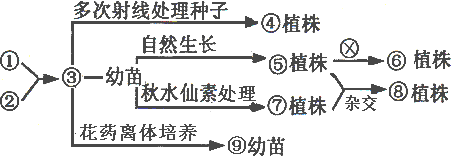 多次射线处理种子
④植株
自然生长
①
⑤植株
⊗
⑥ 植株
③
幼苗
②
秋水仙素处理
⑦植株
杂交
⑧植株
花药离体培养
⑨幼苗